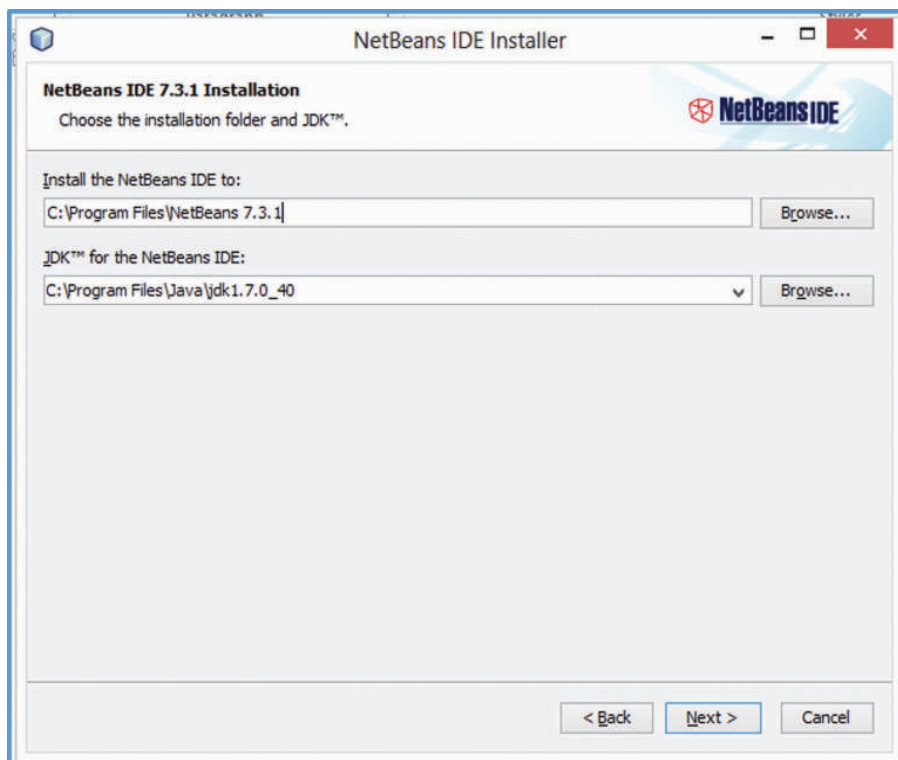 NetBeans IDE Installer
NetBeans IDE 7.3.1 Installation
Choose the installation folder and JDK™.
NetBeans IDE
Install the NetBeans IDE to:
C:\Program Files\NetBeans 7.3.1
Browse...
JDK™ for the NetBeans IDE:
C:\Program Files\Java\jdk1.7.0_40
Browse...
< Back
Next >
Cancel